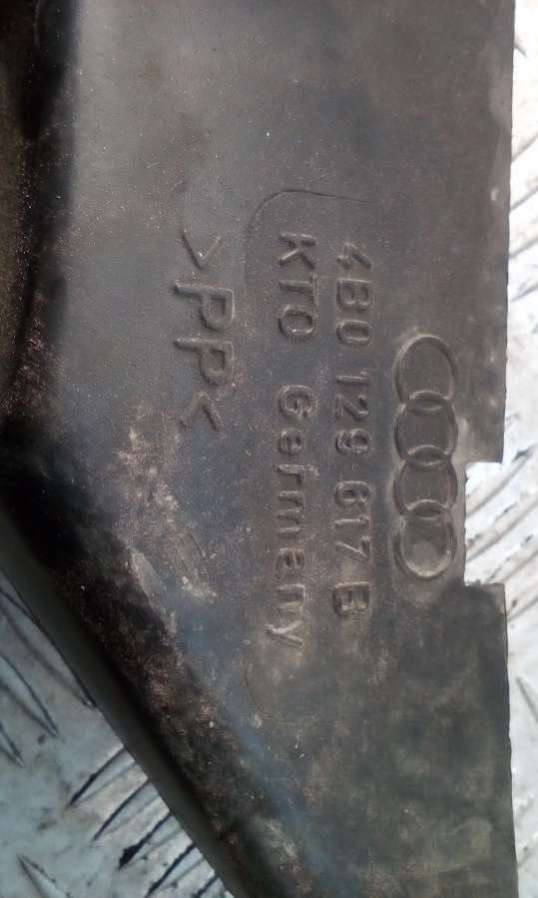 4B0 129 617 B
KTO Germany
>PP<